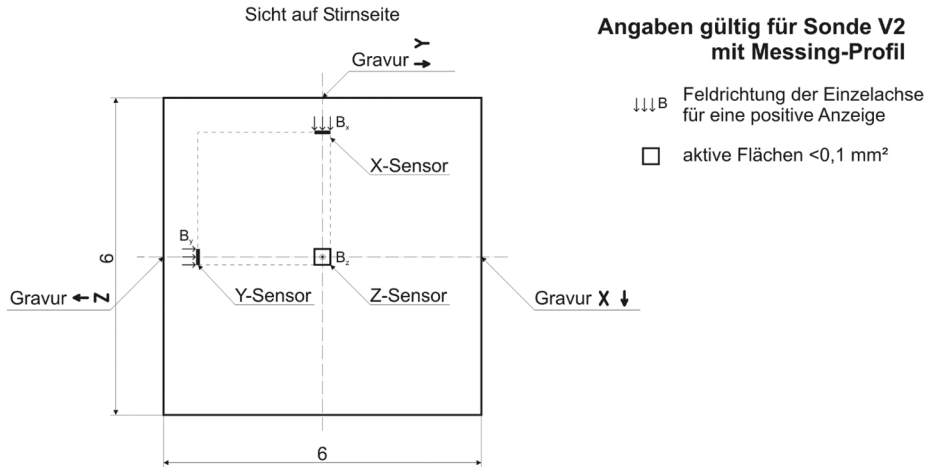 Sicht auf Stirnseite
Angaben gültig für Sonde V2
mit Messing-Profil
Gravur → Y
↓↓↓B Feldrichtung der Einzelachse
für eine positive Anzeige
aktive Flächen <0,1 mm²
Bx
X-Sensor
By
Bz
6
Y-Sensor
Z-Sensor
Gravur ← Z
Gravur X ↓
6